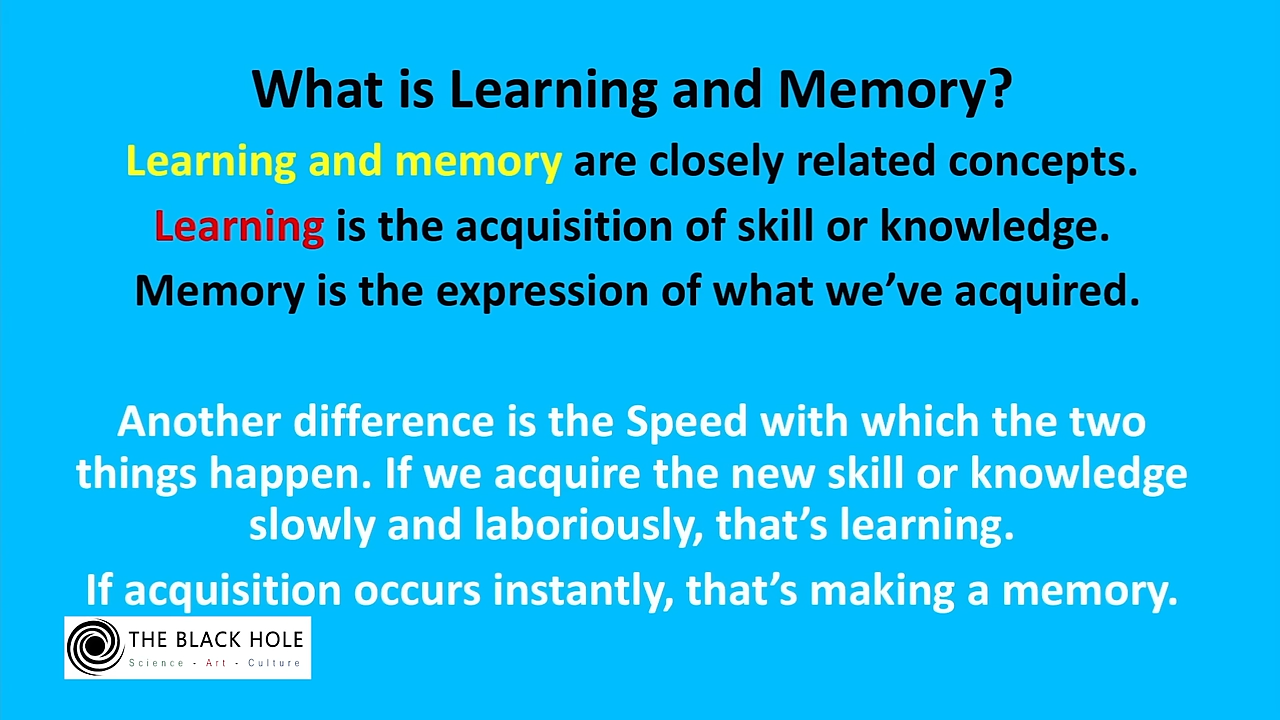 What is Learning and Memory?
Learning and memory are closely related concepts.
Learning is the acquisition of skill or knowledge.
Memory is the expression of what we’ve acquired.
Another difference is the Speed with which the two
things happen. If we acquire the new skill or knowledge
slowly and laboriously, that’s learning.
If acquisition occurs instantly, that’s making a memory.
THE BLACK HOLE
Science - Art - Culture